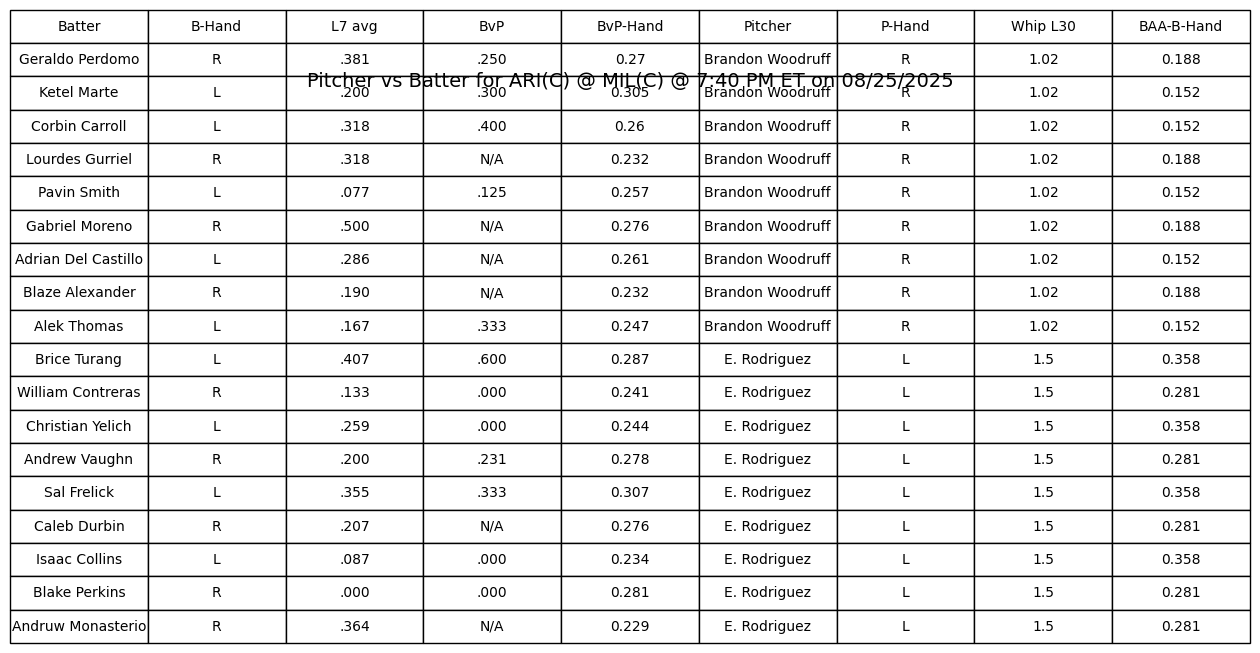 Batter B-Hand L7 avg BvP BvP-Hand Pitcher P-Hand Whip L30 BAA-B-Hand
Geraldo Perdomo R .381 .250 0.27 Brandon Woodruff R 1.02 0.188
Pitcher vs Batter for ARI(C) @ MIL(C) @ 7:40 PM ET on 08/25/2025
Ketel Marte L .200 .300 0.305 Brandon Woodruff R 1.02 0.152
Corbin Carroll L .318 .400 0.26 Brandon Woodruff R 1.02 0.152
Lourdes Gurriel R .318 N/A 0.232 Brandon Woodruff R 1.02 0.188
Pavin Smith L .077 .125 0.257 Brandon Woodruff R 1.02 0.152
Gabriel Moreno R .500 N/A 0.276 Brandon Woodruff R 1.02 0.188
Adrian Del Castillo L .286 N/A 0.261 Brandon Woodruff R 1.02 0.152
Blaze Alexander R .190 N/A 0.232 Brandon Woodruff R 1.02 0.188
Alek Thomas L .167 .333 0.247 Brandon Woodruff R 1.02 0.152
Brice Turang L .407 .600 0.287 E. Rodriguez L 1.5 0.358
William Contreras R .133 .000 0.241 E. Rodriguez L 1.5 0.281
Christian Yelich L .259 .000 0.244 E. Rodriguez L 1.5 0.358
Andrew Vaughn R .200 .231 0.278 E. Rodriguez L 1.5 0.281
Sal Frelick L .355 .333 0.307 E. Rodriguez L 1.5 0.358
Caleb Durbin R .207 N/A 0.276 E. Rodriguez L 1.5 0.281
Isaac Collins L .087 .000 0.234 E. Rodriguez L 1.5 0.358
Blake Perkins R .000 .000 0.281 E. Rodriguez L 1.5 0.281
Andruw Monasterio R .364 N/A 0.229 E. Rodriguez L 1.5 0.281